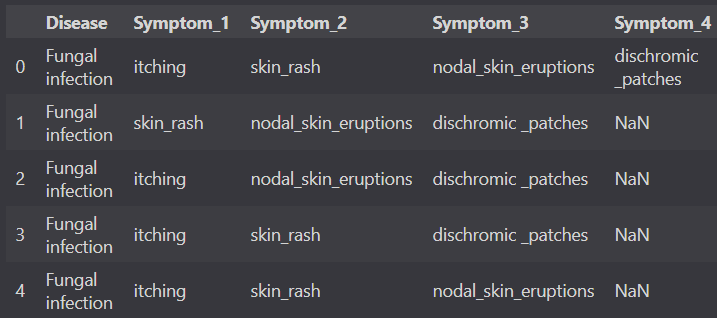 Disease Symptom_1 Symptom_2 Symptom_3 Symptom_4
0 Fungal infection itching skin_rash nodal_skin_eruptions dischromic _patches
1 Fungal infection skin_rash nodal_skin_eruptions dischromic _patches NaN
2 Fungal infection itching nodal_skin_eruptions dischromic _patches NaN
3 Fungal infection itching skin_rash dischromic _patches NaN
4 Fungal infection itching skin_rash nodal_skin_eruptions NaN